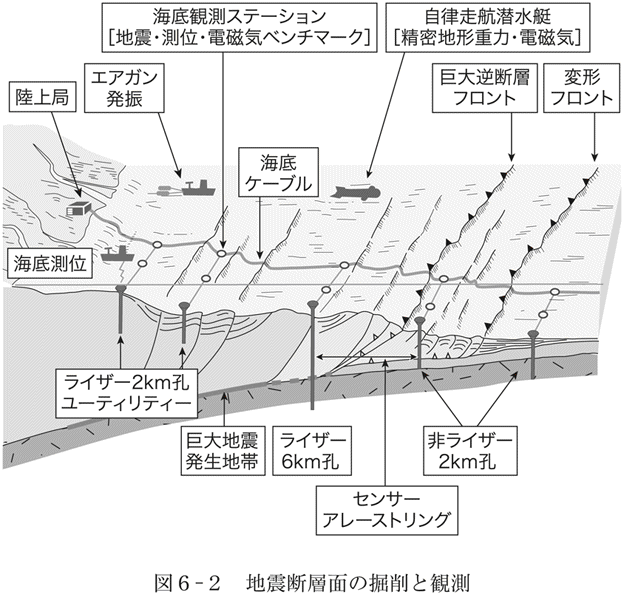 海底観測ステーション
[地震・測位・電磁気ベンチマーク]
自律走航潜水艇
[精密地形重力・電磁気]
陸上局
エアガン
発振
巨大逆断層
フロント
変形
フロント
海底
ケーブル
海底測位
ライザー2km孔
ユーティリティー
巨大地震
発生地帯
ライザー
6km孔
非ライザー
2km孔
センサー
アレーストリング
図6-2 地震断層面の掘削と観測